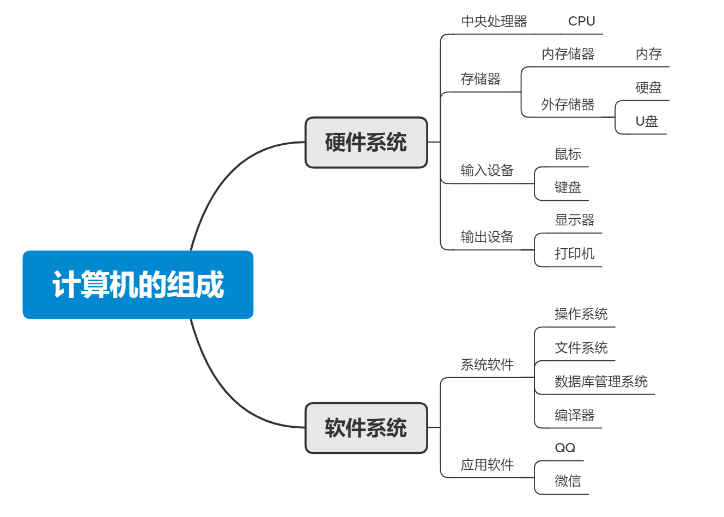 计算机的组成
硬件系统
中央处理器
CPU
存储器
内存储器
内存
外存储器
硬盘
U盘
输入设备
鼠标
键盘
输出设备
显示器
打印机
软件系统
系统软件
操作系统
文件系统
数据库管理系统
编译器
应用软件
QQ
微信